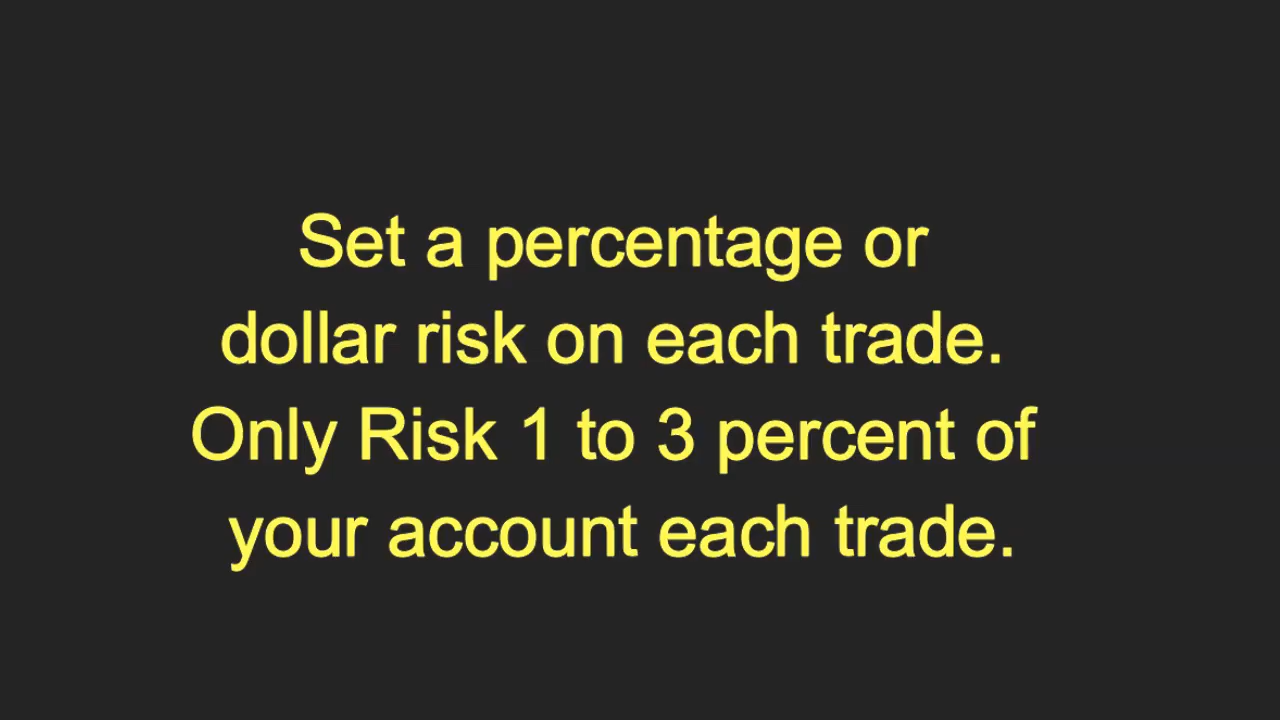 Set a percentage or
dollar risk on each trade.
Only Risk 1 to 3 percent of
your account each trade.